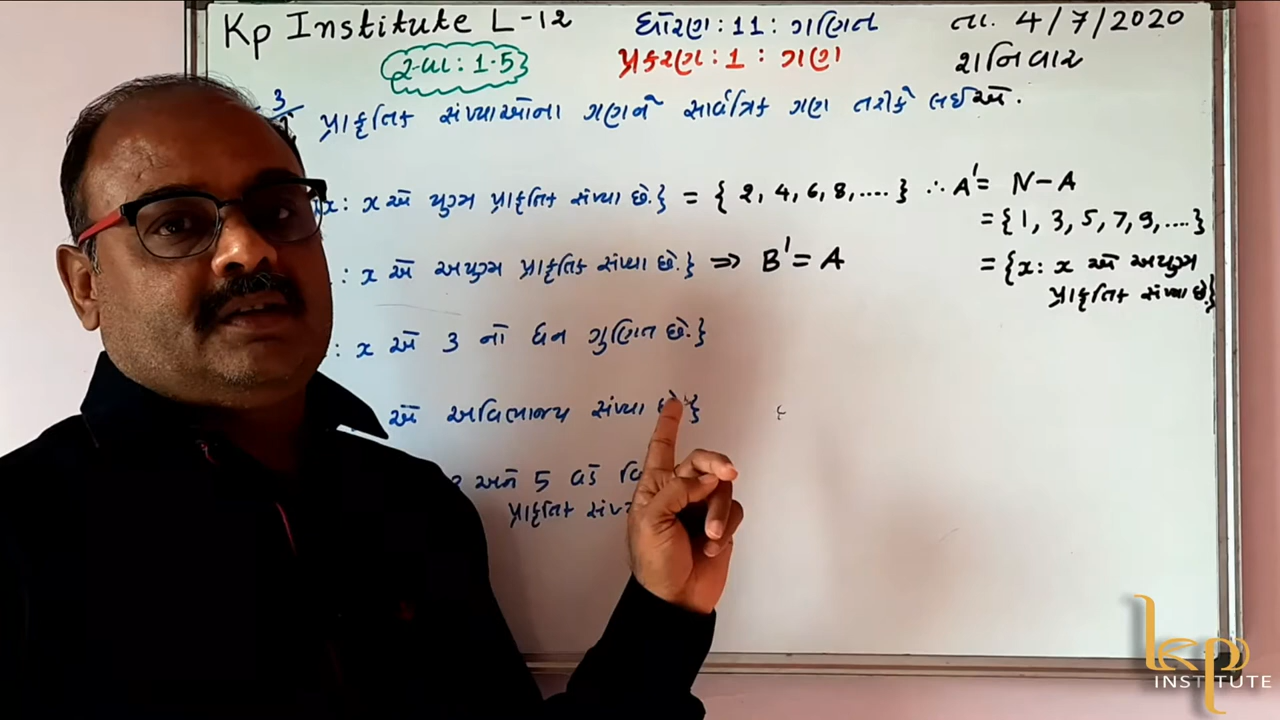 Kp Institute L-12
ધોરણ : 11 : ગણિત
તા. 4/7/2020
સ્વા : 1.5
પ્રકરણ : 1 : ગણ
શનિવાર
3 પ્રાકૃતિક સંખ્યાઓના ગણને સાર્વત્રિક ગણ તરીકે લઈએ.
x : x એ યુગ્મ પ્રાકૃતિક સંખ્યા છે.} = { 2, 4, 6, 8, .... } ∴ A' = N - A
= { 1, 3, 5, 7, 9, .... }
: x એ અયુગ્મ પ્રાકૃતિક સંખ્યા છે.} ⇒ B' = A
= {x : x એ અયુગ્મ
પ્રાકૃતિક સંખ્યા છે}
: x એ 3 નો ધન ગુણિત છે.}
એ અવિભાજ્ય સંખ્યા }
અને 5 વડે
પ્રાકૃતિક
kp
INSTITUTE